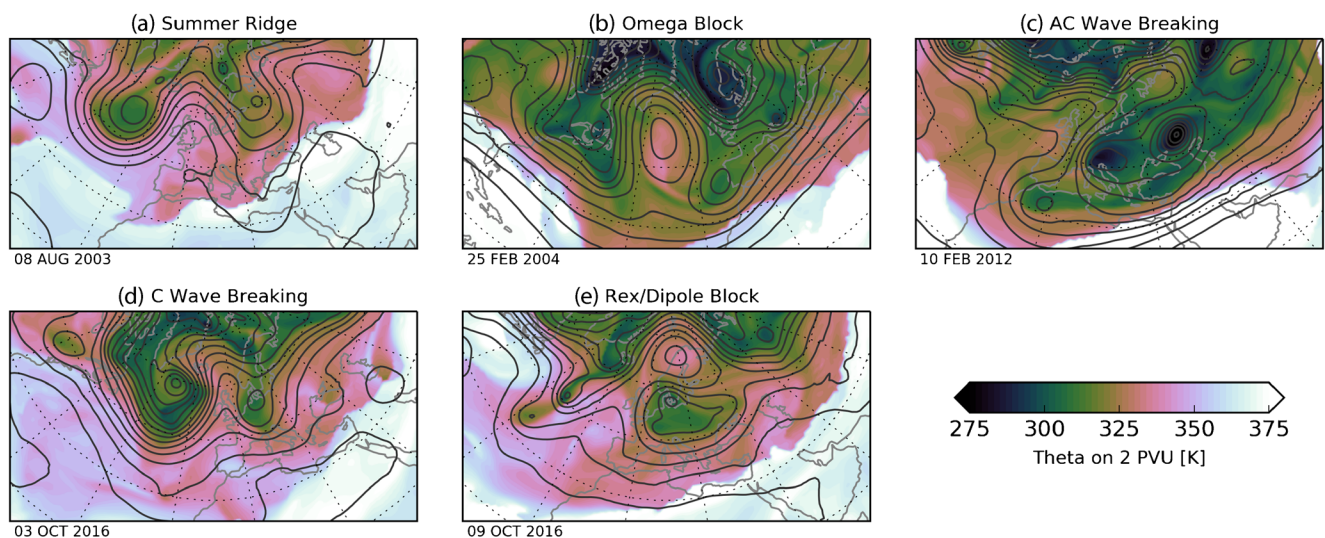 (a) Summer Ridge
(b) Omega Block
(c) AC Wave Breaking
08 AUG 2003
25 FEB 2004
10 FEB 2012
(d) C Wave Breaking
(e) Rex/Dipole Block
03 OCT 2016
09 OCT 2016
275 300 325 350 375
Theta on 2 PVU [K]